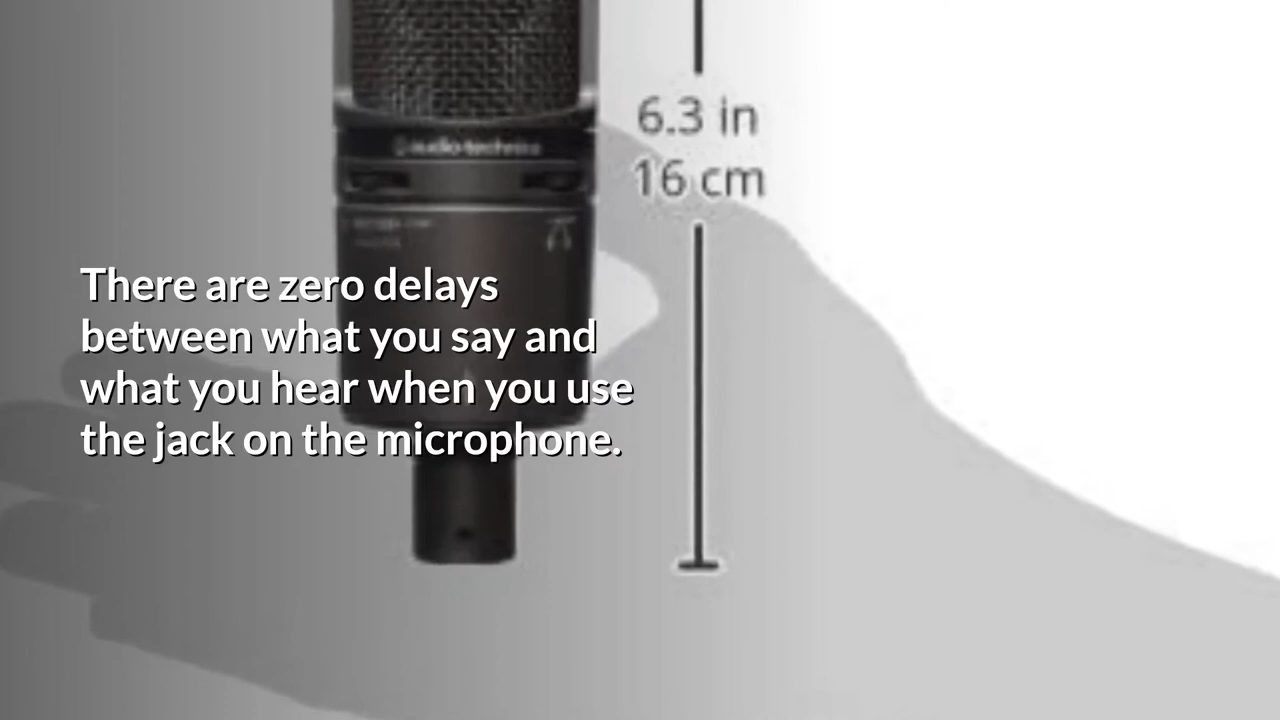 audio-technica
6.3 in
16 cm
There are zero delays
between what you say and
what you hear when you use
the jack on the microphone.